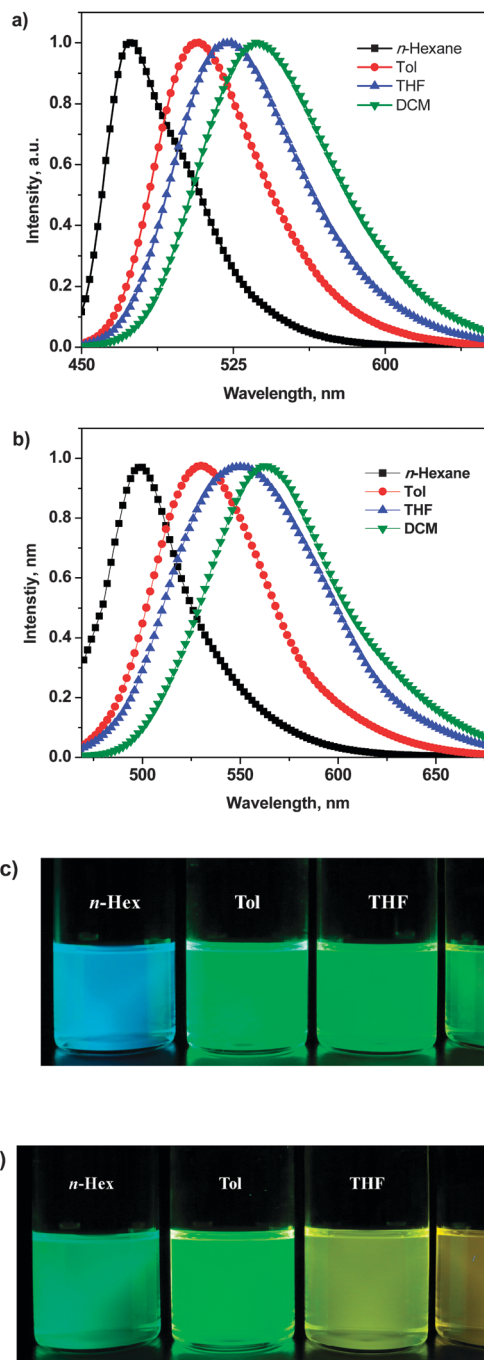 a)
n-Hexane
Tol
THF
DCM
Intensity, a.u.
1.0
0.8
0.6
0.4
0.2
0.0
450
525
600
Wavelength, nm
b)
n-Hexane
Tol
THF
DCM
Intenstiy, nm
1.0
0.8
0.6
0.4
0.2
0.0
500
550
600
650
Wavelength, nm
c)
n-Hex
Tol
THF
)
n-Hex
Tol
THF